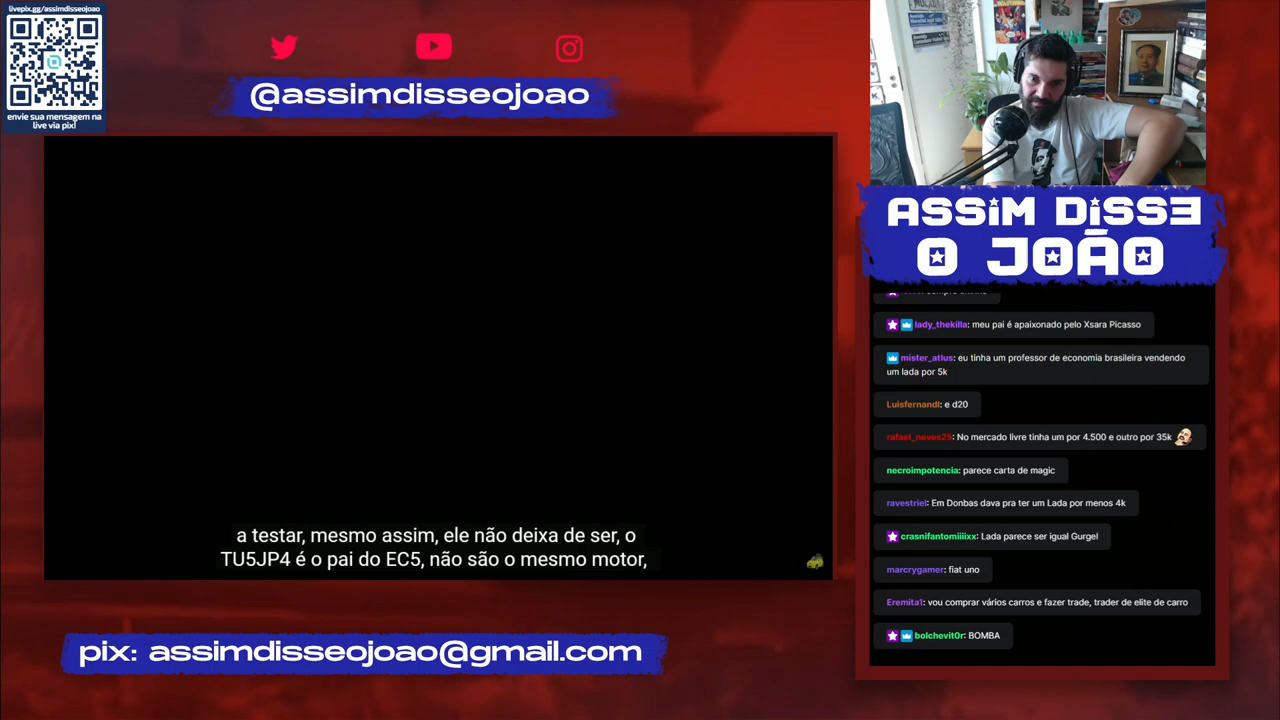 livepix.gg/assimdisseojoao
envie sua mensagem na
live via pix!
@assimdisseojoao
a testar, mesmo assim, ele não deixa de ser, o
TU5JP4 é o pai do EC5, não são o mesmo motor,
pix: assimdisseojoao@gmail.com
ASSiM DiSSE
O JOÃO
lady_thekilla: meu pai é apaixonado pelo Xsara Picasso
mister_atlus: eu tinha um professor de economia brasileira vendendo
um lada por 5k
Luisfernandl: e d20
rafael_neves25: No mercado livre tinha um por 4.500 e outro por 35k
necroimpotencia: parece carta de magic
ravestriel: Em Donbas dava pra ter um Lada por menos 4k
crasnifantomiiiixx: Lada parece ser igual Gurgel
marcrygamer: fiat uno
Eremita1: vou comprar vários carros e fazer trade, trader de elite de carro
bolchevit0r: BOMBA